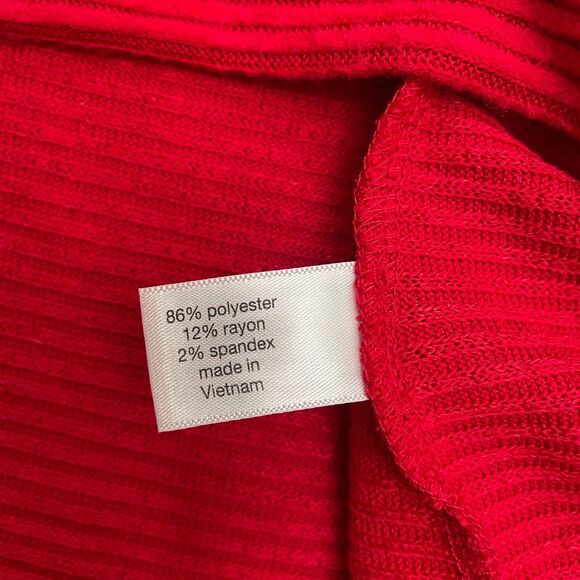 86% polyester
12% rayon
2% spandex
made in
Vietnam